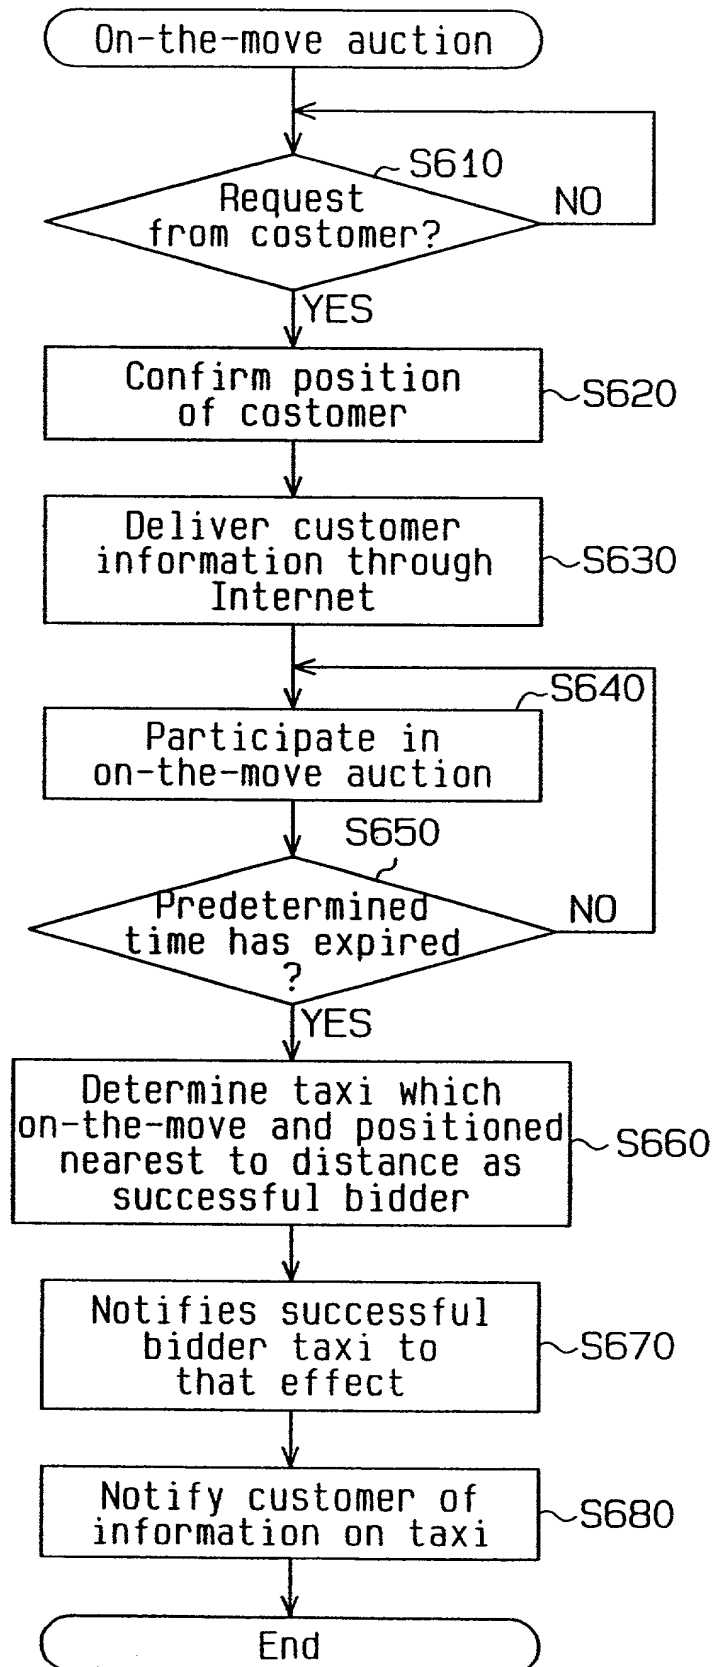 On-the-move auction
S610
Request
from costomer?
NO
YES
Confirm position
of costomer
S620
Deliver customer
information through
Internet
S630
S640
Participate in
on-the-move auction
S650
Predetermined
time has expired
?
NO
YES
Determine taxi which
on-the-move and positioned
nearest to distance as
successful bidder
S660
Notifies successful
bidder taxi to
that effect
S670
Notify customer of
information on taxi
S680
End